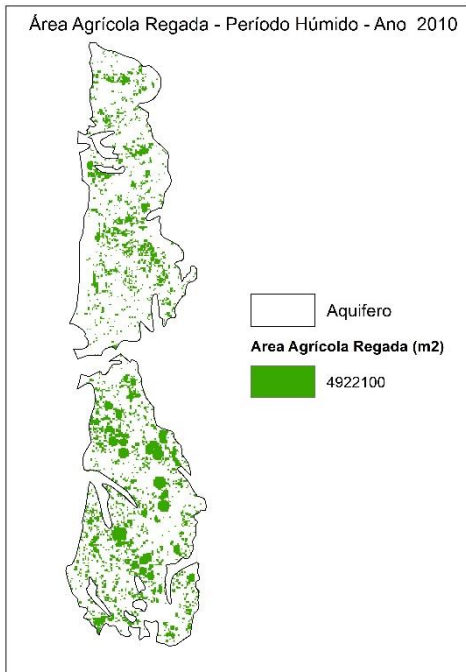 Área Agrícola Regada - Período Húmido - Ano 2010
Aquifero
Area Agrícola Regada (m2)
4922100